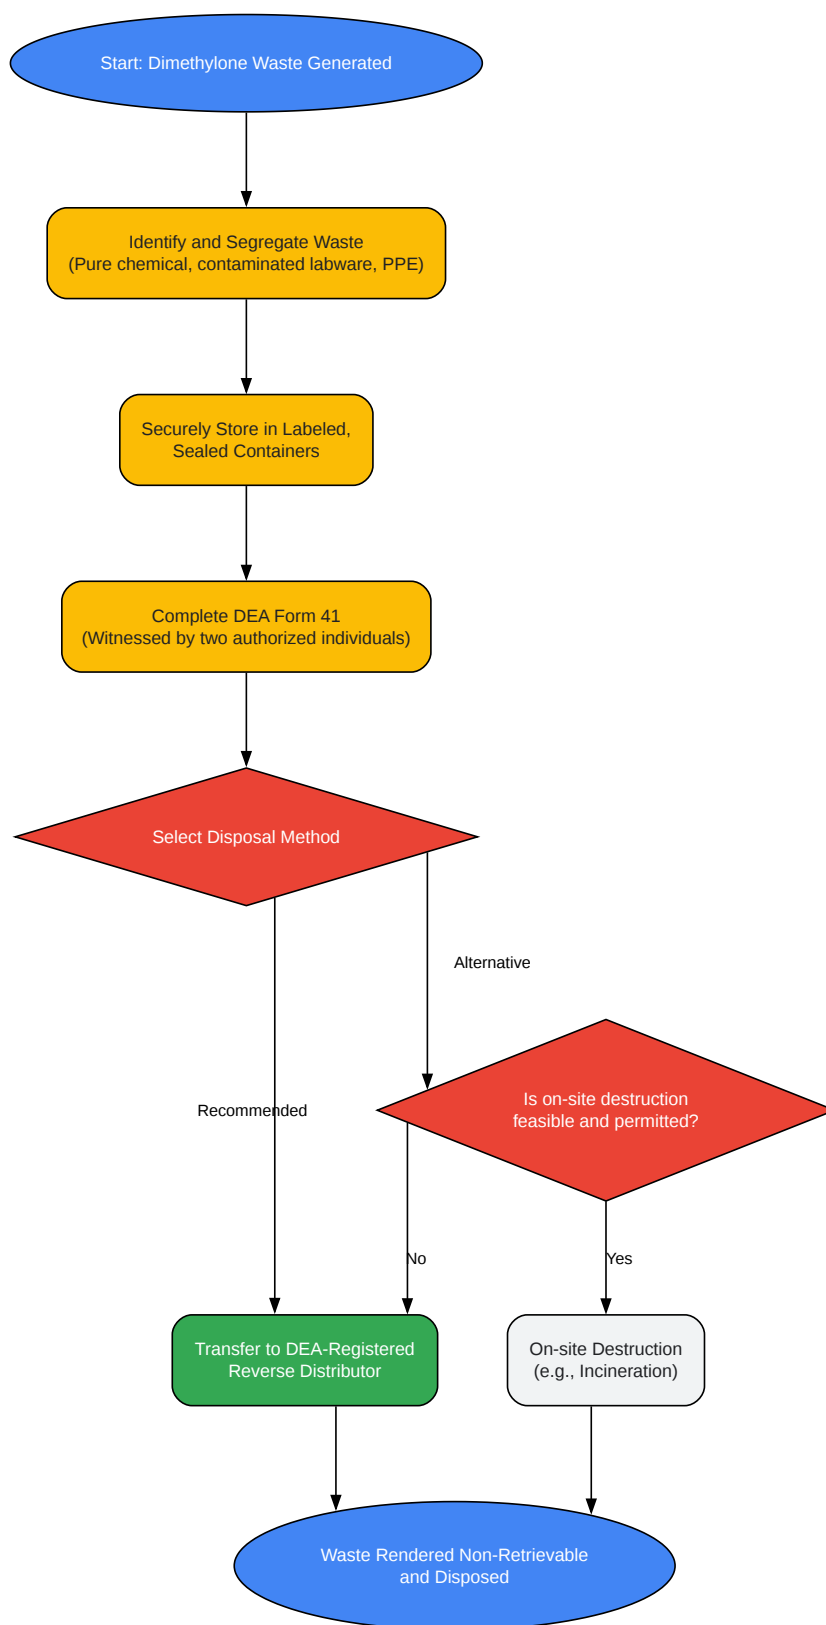 Start: Dimethylone Waste Generated
Identify and Segregate Waste
(Pure chemical, contaminated labware, PPE)
Securely Store in Labeled,
Sealed Containers
Complete DEA Form 41
(Witnessed by two authorized individuals)
Select Disposal Method
Alternative
Recommended
Is on-site destruction
feasible and permitted?
No
Yes
Transfer to DEA-Registered
Reverse Distributor
On-site Destruction
(e.g., Incineration)
Waste Rendered Non-Retrievable
and Disposed